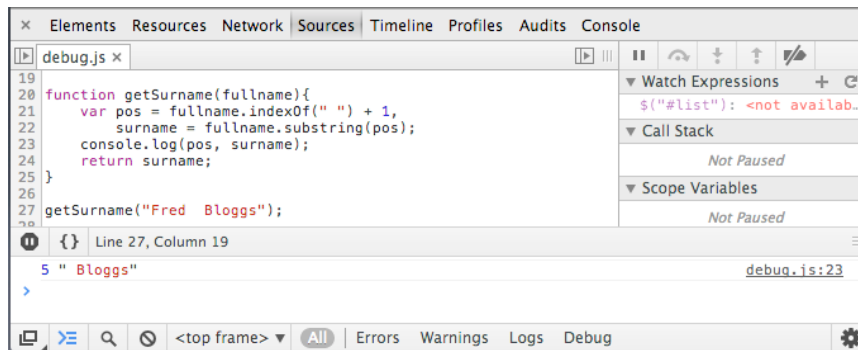 × Elements Resources Network Sources Timeline Profiles Audits Console
debug.js ×
19
20 function getSurname(fullname){
21     var pos = fullname.indexOf(" ") + 1,
22         surname = fullname.substring(pos);
23     console.log(pos, surname);
24     return surname;
25 }
26
27 getSurname("Fred  Bloggs");
28
▼ Watch Expressions + C
$("#list"): <not availab…
▼ Call Stack
Not Paused
▼ Scope Variables
Not Paused
{} Line 27, Column 19
5 " Bloggs" debug.js:23
>
<top frame> ▼ All Errors Warnings Logs Debug